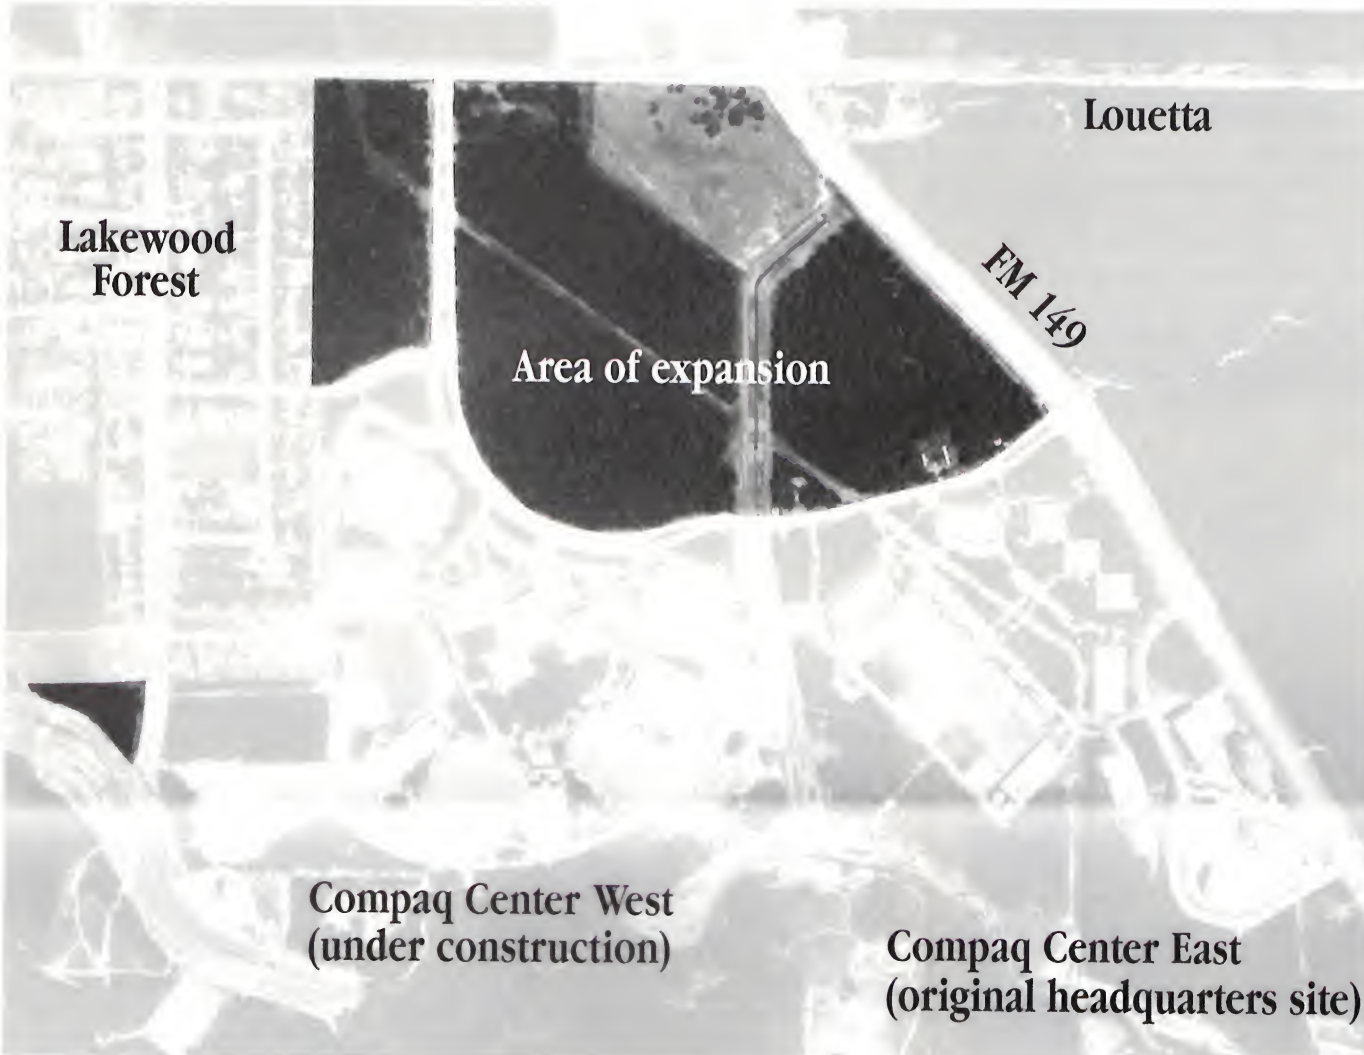 Louetta
Lakewood
Forest
FM 149
Area of expansion
Compaq Center West
(under construction)
Compaq Center East
(original headquarters site)